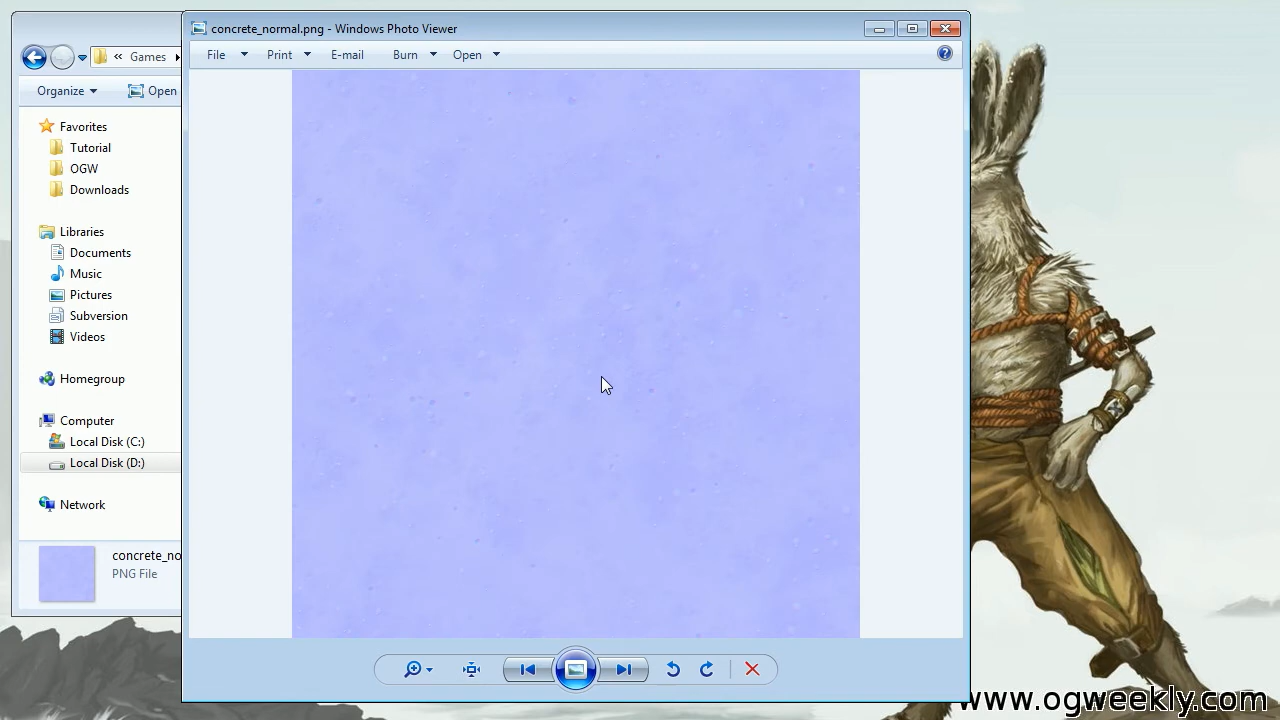 concrete_normal.png - Windows Photo Viewer
File Print E-mail Burn Open
« Games
Organize Open
Favorites
Tutorial
OGW
Downloads
Libraries
Documents
Music
Pictures
Subversion
Videos
Homegroup
Computer
Local Disk (C:)
Local Disk (D:)
Network
concrete_no
PNG File
www.ogweekly.com